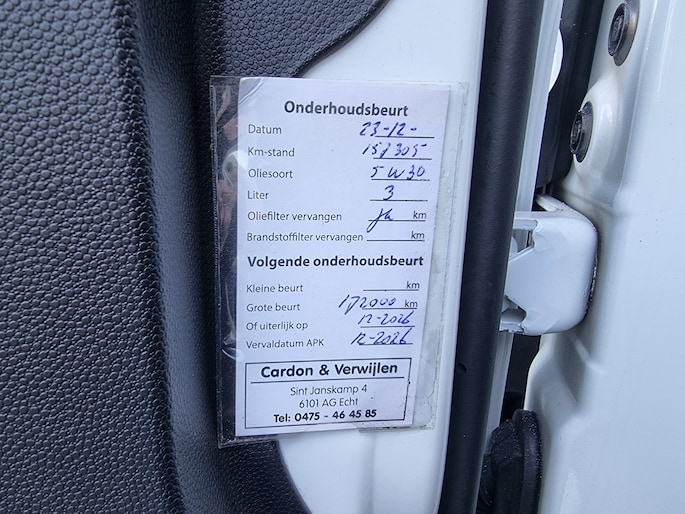 Onderhoudsbeurt
Datum 23-12-
Km-stand 157305
Oliesoort 5W30
Liter 3
Oliefilter vervangen ja km
Brandstoffilter vervangen km
Volgende onderhoudsbeurt
Kleine beurt km
Grote beurt 172000 km
Of uiterlijk op 12-2026
Vervaldatum APK 12-2026
Cardon & Verwijlen
Sint Janskamp 4
6101 AG Echt
Tel: 0475 - 46 45 85